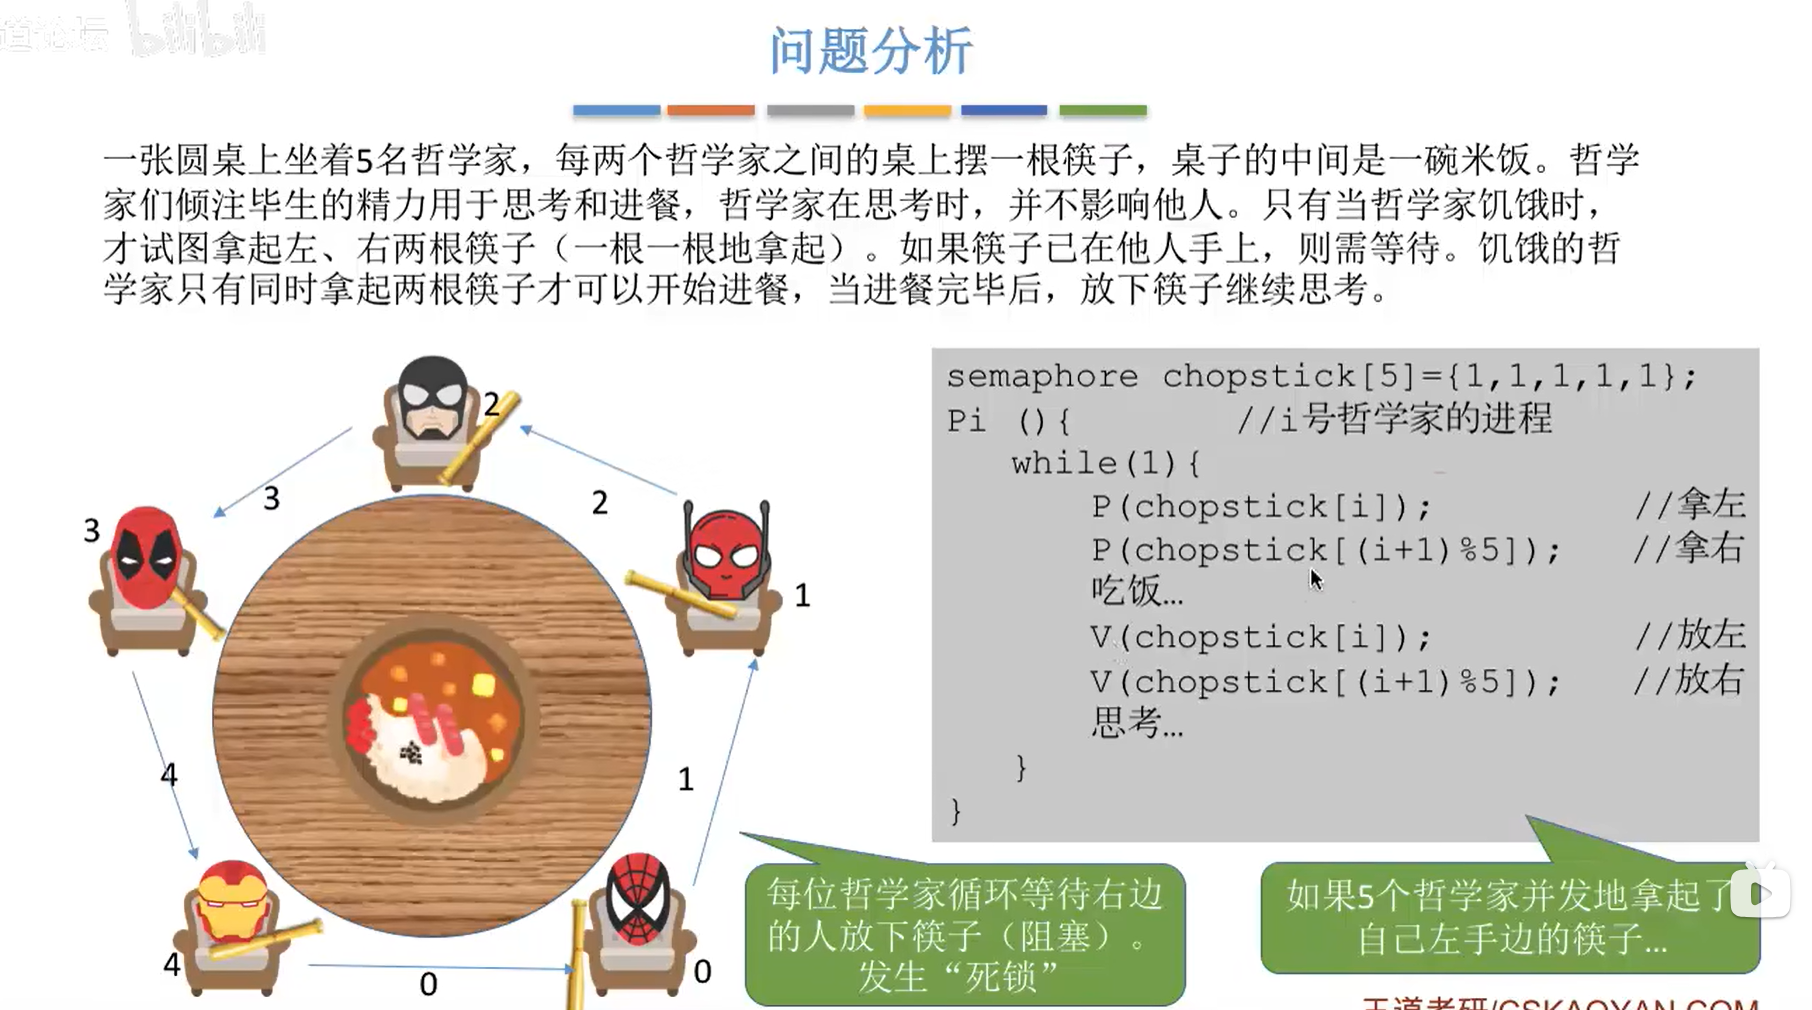 道论坛 bilibili
问题分析
一张圆桌上坐着5名哲学家，每两个哲学家之间的桌上摆一根筷子，桌子的中间是一碗米饭。哲学
家们倾注毕生的精力用于思考和进餐，哲学家在思考时，并不影响他人。只有当哲学家饥饿时，
才试图拿起左、右两根筷子（一根一根地拿起）。如果筷子已在他人手上，则需等待。饥饿的哲
学家只有同时拿起两根筷子才可以开始进餐，当进餐完毕后，放下筷子继续思考。
2
3
2
3
1
4
1
4
0
0
semaphore chopstick[5]={1,1,1,1,1};
Pi (){ //i号哲学家的进程
while(1){
P(chopstick[i]); //拿左
P(chopstick[(i+1)%5]); //拿右
吃饭…
V(chopstick[i]); //放左
V(chopstick[(i+1)%5]); //放右
思考…
}
}
每位哲学家循环等待右边
的人放下筷子（阻塞）。
发生“死锁”
如果5个哲学家并发地拿起了
自己左手边的筷子…
王道考研/CSKAOYAN.COM